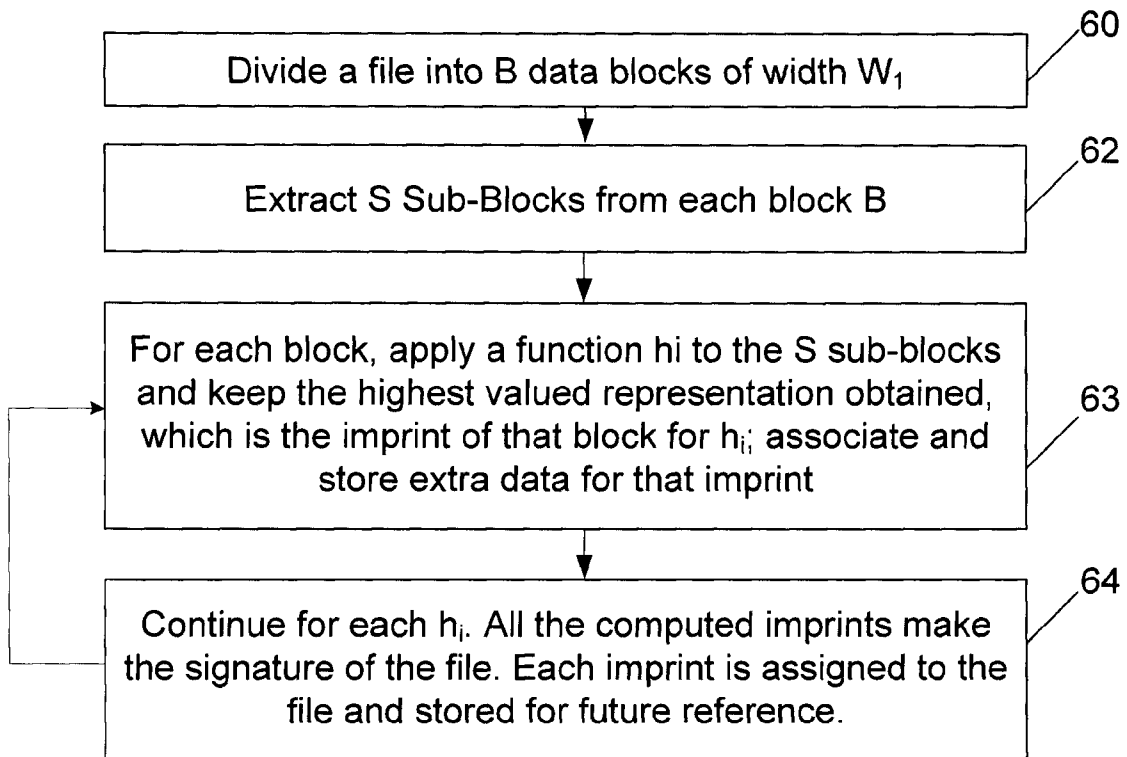 60
Divide a file into B data blocks of width W₁
62
Extract S Sub-Blocks from each block B
For each block, apply a function hi to the S sub-blocks
and keep the highest valued representation obtained,
which is the imprint of that block for hᵢ; associate and
store extra data for that imprint
63
64
Continue for each hᵢ. All the computed imprints make
the signature of the file. Each imprint is assigned to the
file and stored for future reference.